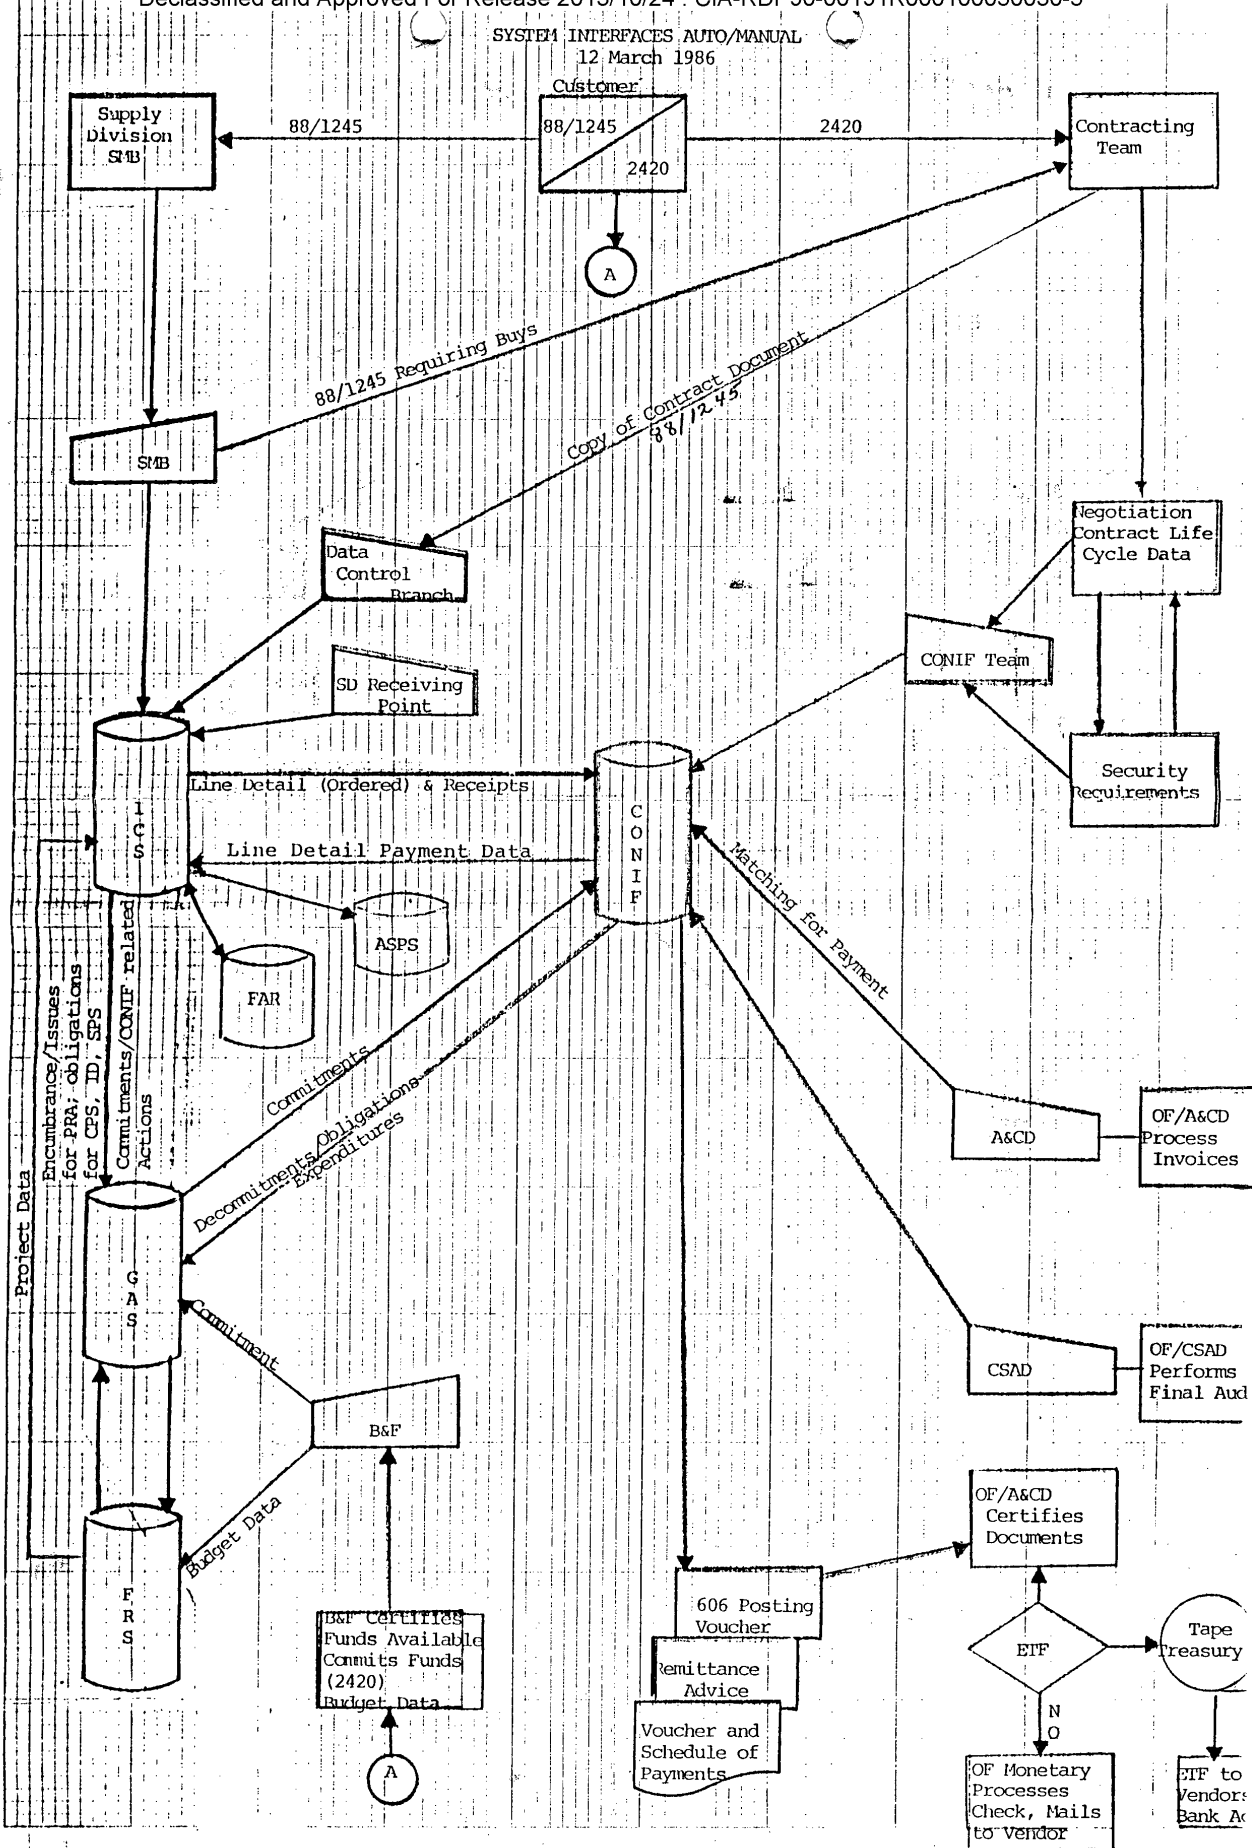 Declassified and Approved For Release 2013/10/24 :
SYSTEM INTERFACES AUTO/MANUAL
12 March 1986
Customer
Supply
Division
SMB
88/1245
88/1245
2420
2420
Contracting
Team
A
88/1245 Requiring Buys
Copy of Contract Document
88/1245
SMB
Negotiation
Contract Life
Cycle Data
Data
Control
Branch
CONIF Team
SD Receiving
Point
Security
Requirements
Line Detail (Ordered) & Receipts
ICS
CONIF
Line Detail Payment Data
Matching for Payment
ASPS
FAR
Encumbrance/Issues
for PRA; obligations
for CPS, ID, SPS
Commitments/CONIF related
Actions
Project Data
Commitments
Decommitments/Obligations
Expenditures
A&CD
OF/A&CD
Process
Invoices
GAS
Commitment
CSAD
OF/CSAD
Performs
Final Aud
B&F
Budget Data
FRS
OF/A&CD
Certifies
Documents
B&F Certifies
Funds Available
Commits Funds
(2420)
Budget Data
606 Posting
Voucher
Remittance
Advice
Voucher and
Schedule of
Payments
ETF
Tape
Treasury
NO
A
OF Monetary
Processes
Check, Mails
to Vendor
ETF to
Vendors
Bank Ac